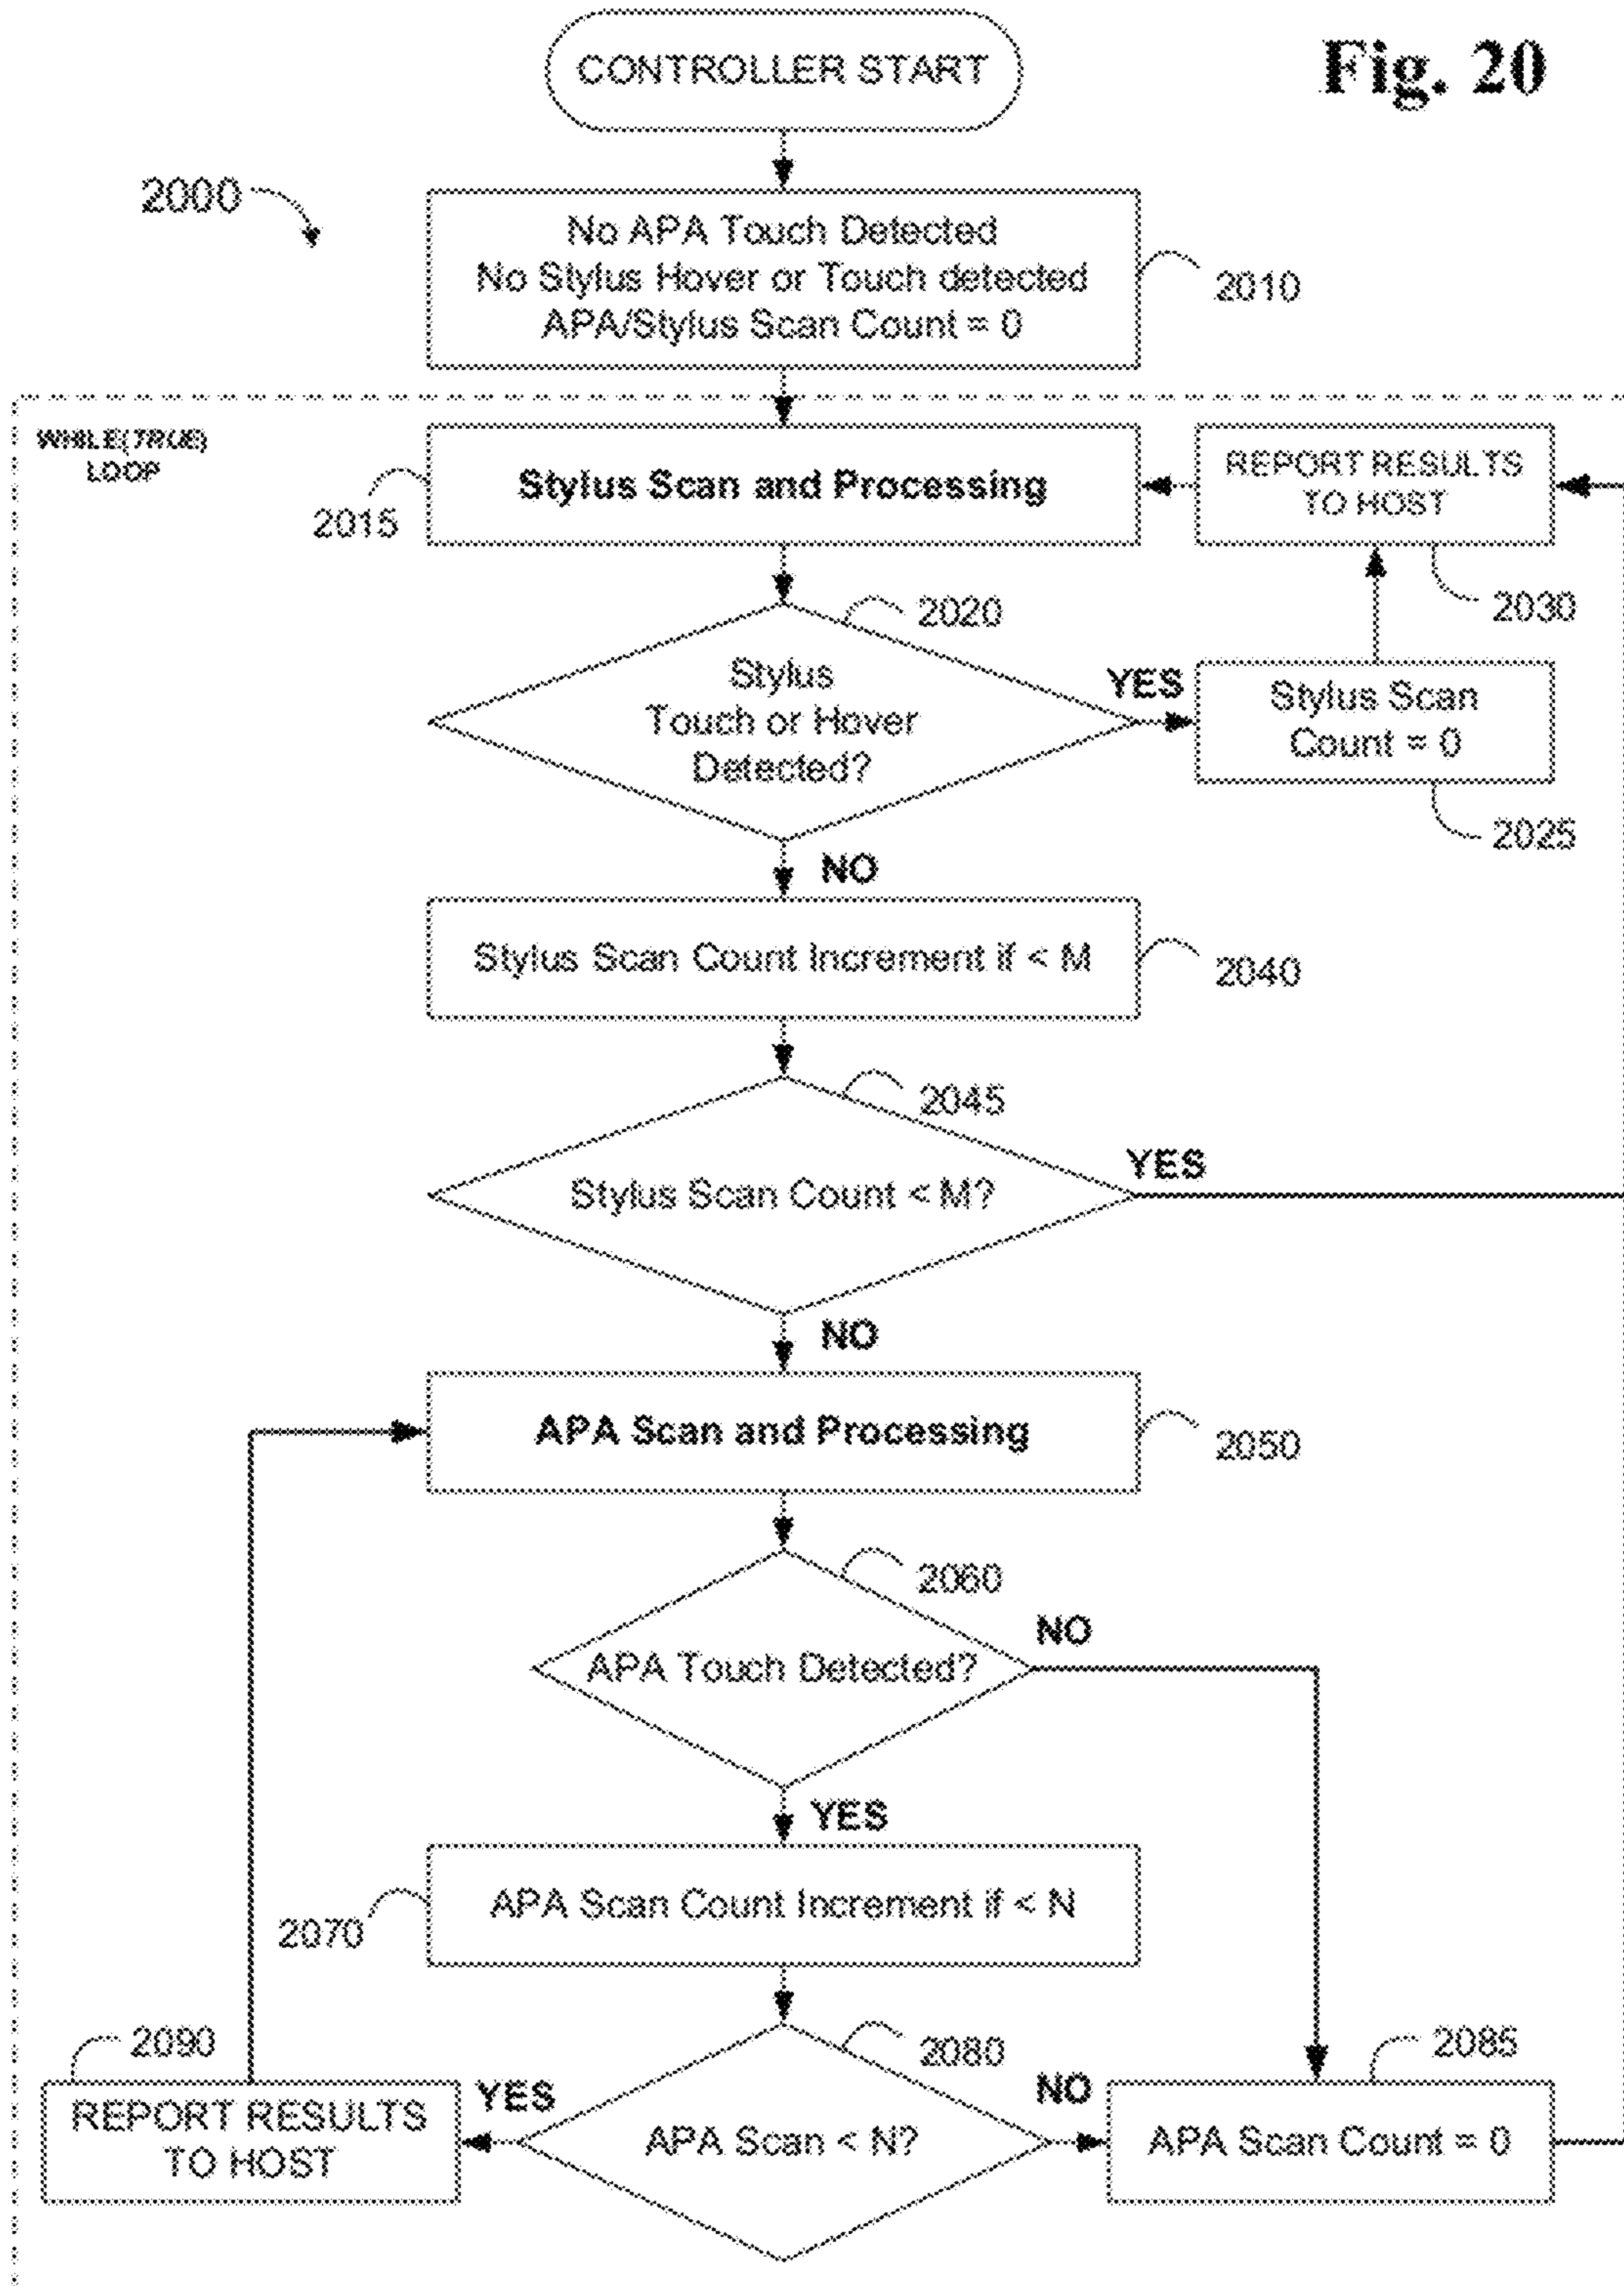 Fig. 20
CONTROLLER START
2000
No APA Touch Detected
No Stylus Hover or Touch detected
APA/Stylus Scan Count = 0
2010
WHILE(TRUE)
LOOP
Stylus Scan and Processing
2015
REPORT RESULTS
TO HOST
2030
2020
Stylus
Touch or Hover
Detected?
YES
Stylus Scan
Count = 0
2025
NO
Stylus Scan Count Increment if < M
2040
2045
Stylus Scan Count < M?
YES
NO
APA Scan and Processing
2050
2060
APA Touch Detected?
NO
YES
APA Scan Count Increment if < N
2070
2080
APA Scan < N?
YES
2090
REPORT RESULTS
TO HOST
NO
2085
APA Scan Count = 0